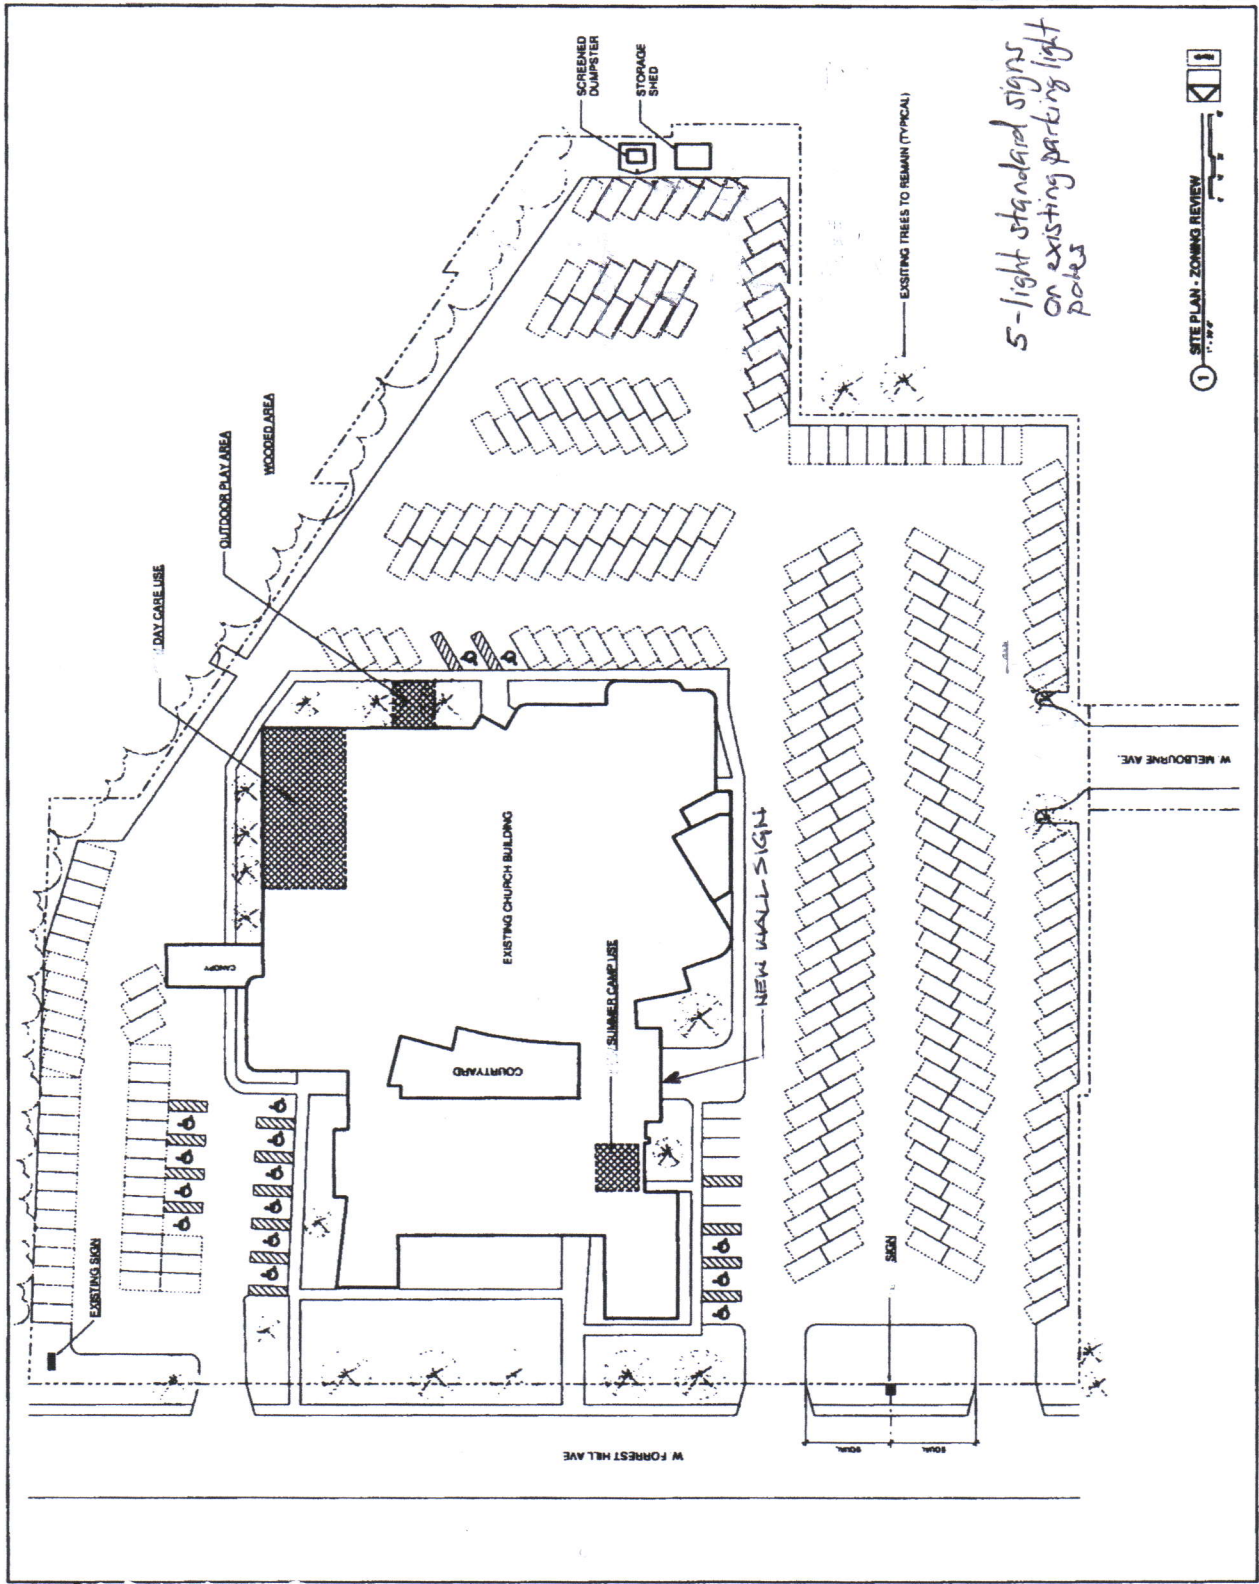 SCREENED
DUMPSTER
STORAGE
SHED
5-light standard signs
on existing parking light
poles
EXSITING TREES TO REMAIN (TYPICAL)
1
SITE PLAN - ZONING REVIEW
OUTDOOR PLAY AREA
WOODED AREA
DAY CARE USE
EXISTING CHURCH BUILDING
CANOPY
COURTYARD
SUMMER CAMP USE
NEW WALL SIGN
W. MELBOURNE AVE.
EXISTING SIGN
SIGN
EQUAL
EQUAL
W. FORREST HILL AVE